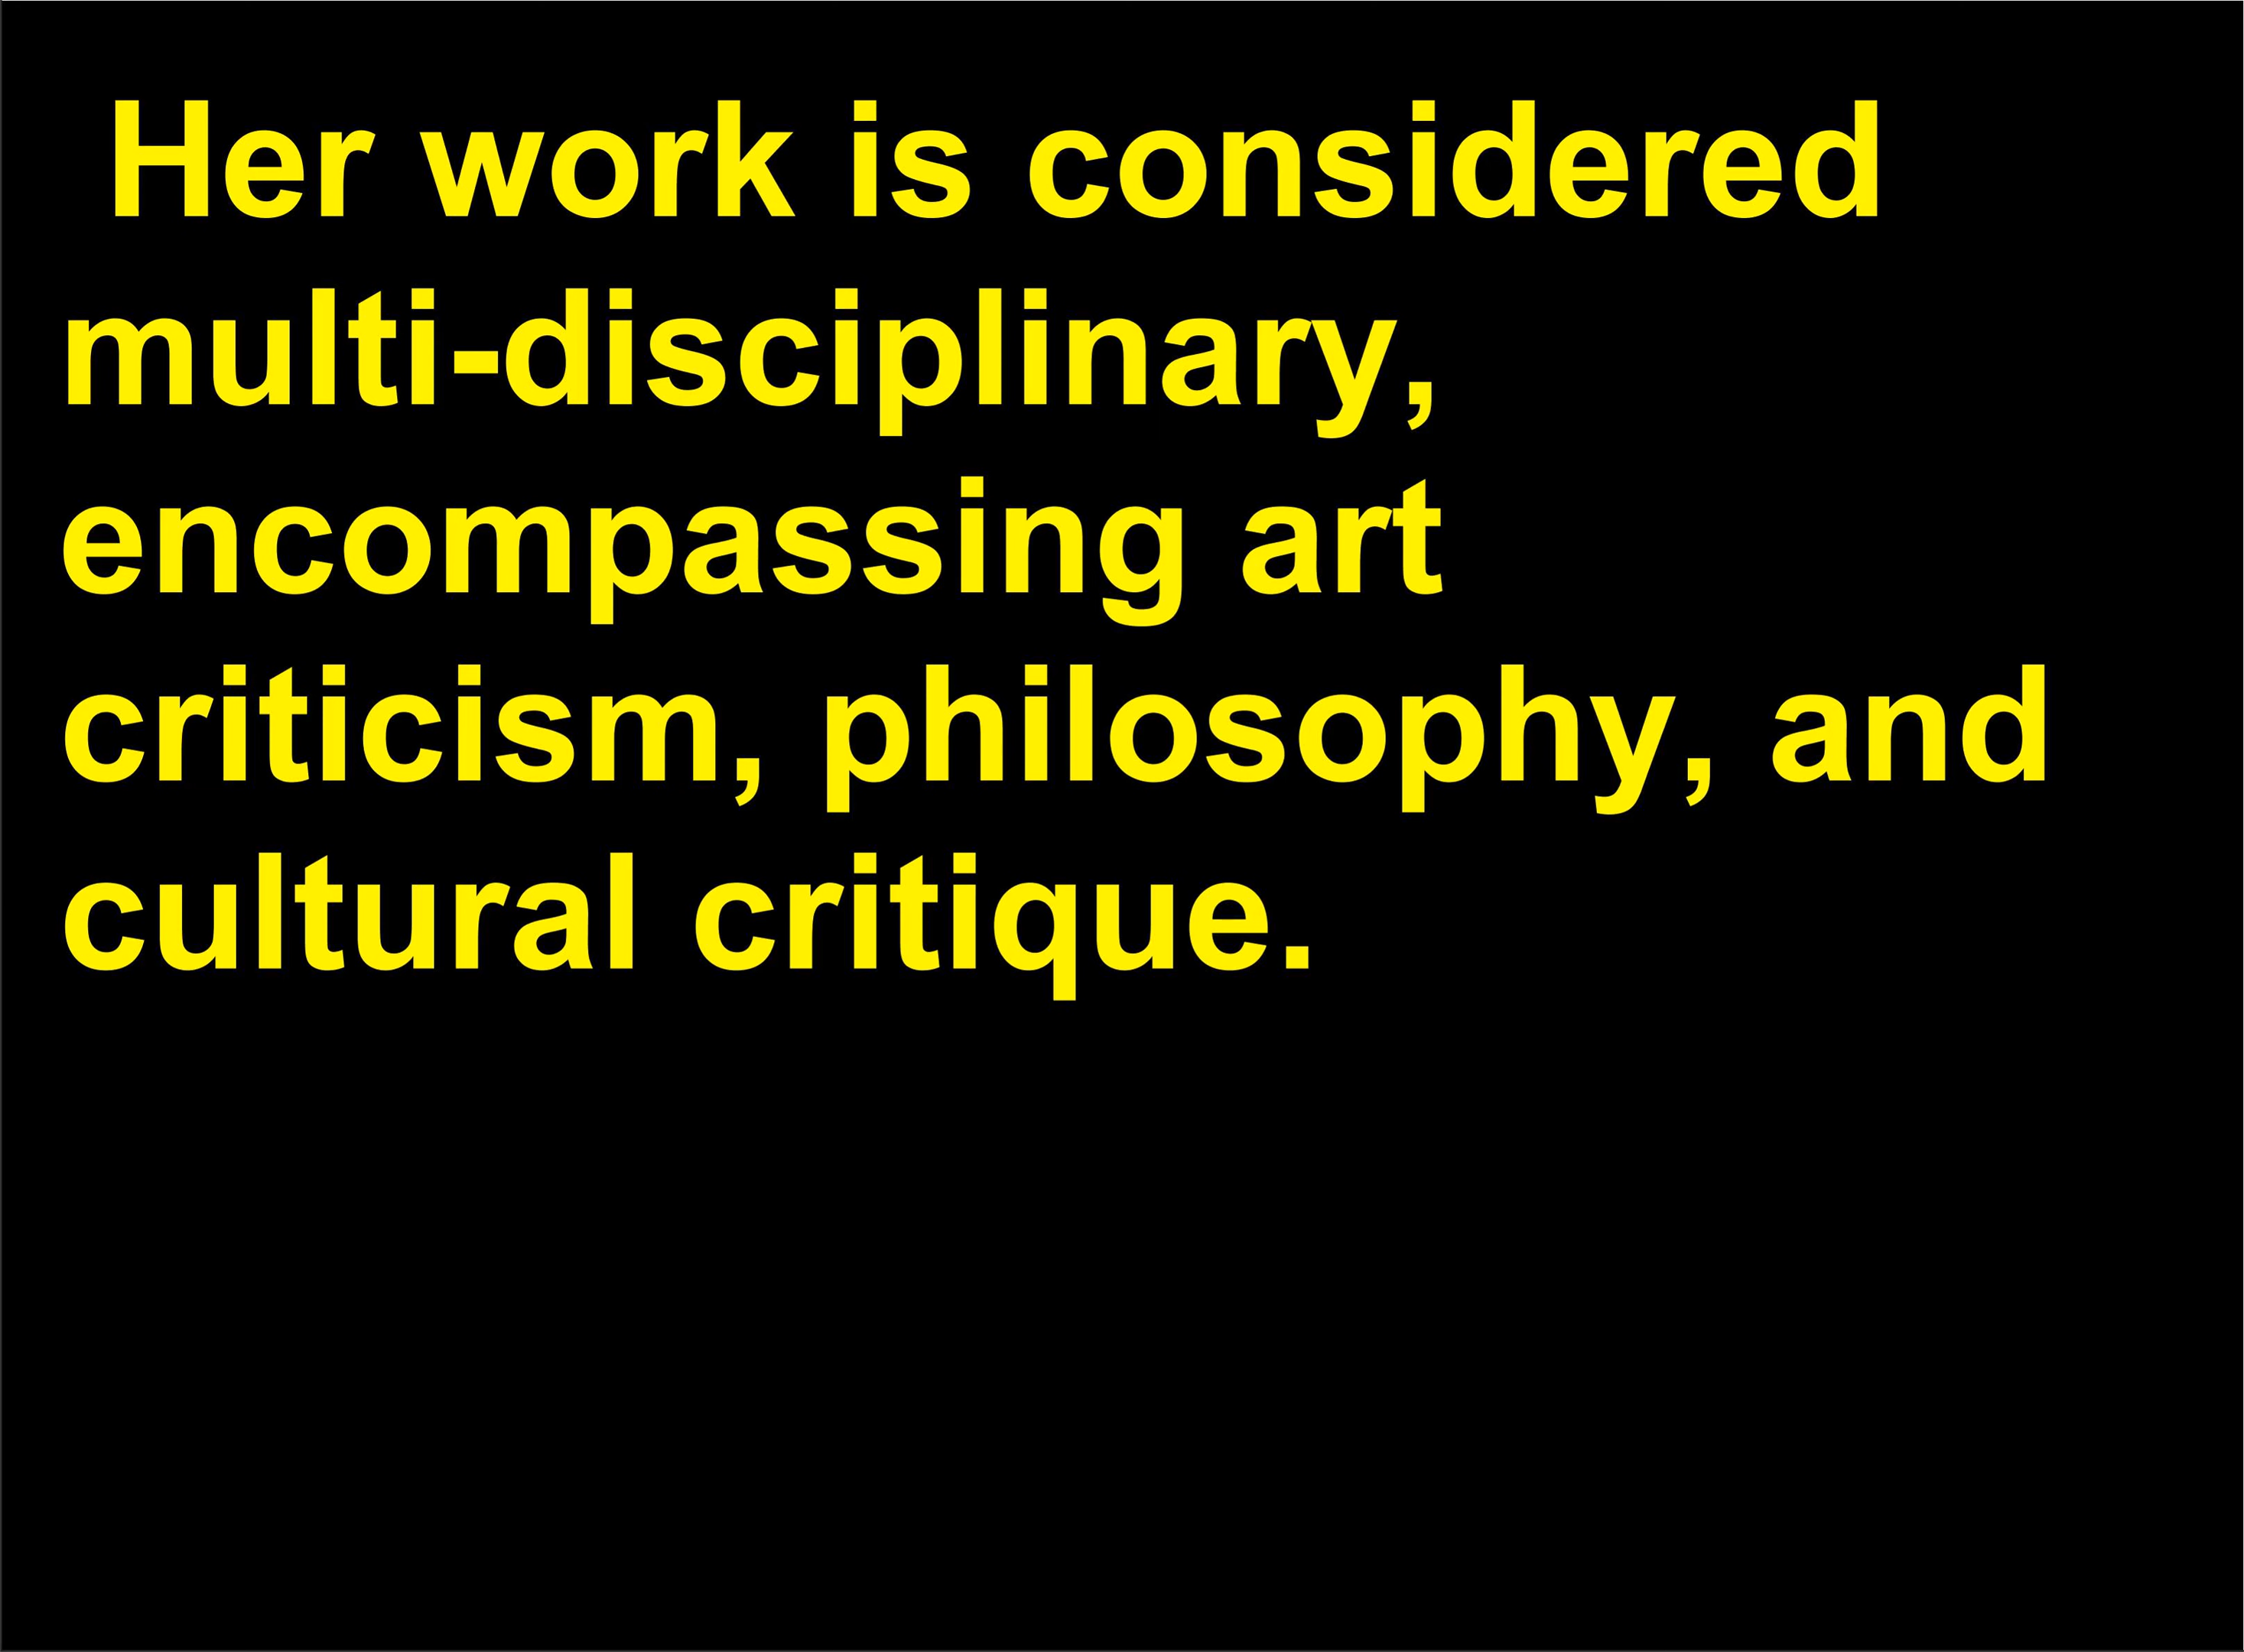 Her work is considered
multi-disciplinary,
encompassing art
criticism, philosophy, and
cultural critique.